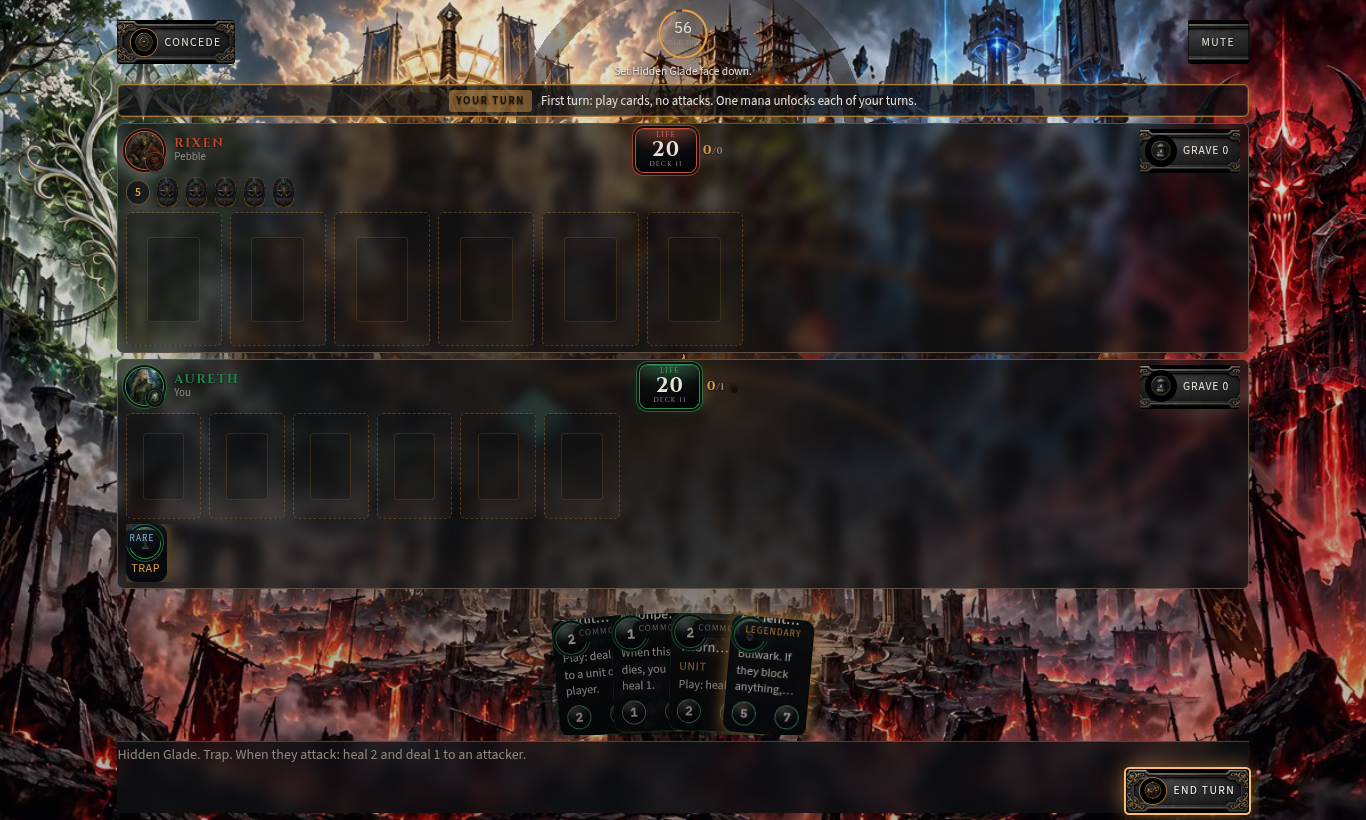 CONCEDE
56
MUTE
Set Hidden Glade face down.
YOUR TURN First turn: play cards, no attacks. One mana unlocks each of your turns.
RIXEN
Pebble
LIFE
20
DECK 11
0/0
GRAVE 0
5
AURETH
You
LIFE
20
DECK 11
0/1
GRAVE 0
RARE
TRAP
2
Play: deal
to a unit
player.
2
1
When this
dies, you
heal 1.
1
2
UNIT
Play: heal
2
LEGENDARY
Bulwark. If
they block
anything,...
5
7
Hidden Glade. Trap. When they attack: heal 2 and deal 1 to an attacker.
END TURN